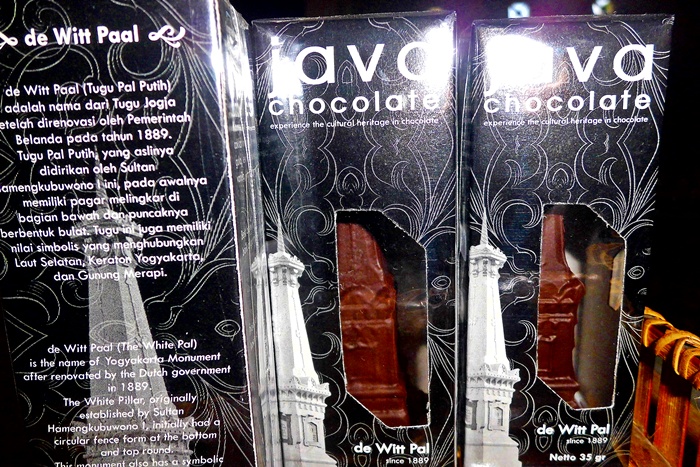 de Witt Paal
de Witt Paal (Tugu Pal Putih)
adalah nama dari Tugu Jogja
setelah direnovasi oleh Pemerintah
Belanda pada tahun 1889.
Tugu Pal Putih, yang aslinya
didirikan oleh Sultan
Hamengkubuwono I ini, pada awalnya
memiliki pagar melingkar di
bagian bawah dan puncaknya
berbentuk bulat. Tugu ini juga memiliki
nilai simbolis yang menghubungkan
Laut Selatan, Keraton Yogyakarta,
dan Gunung Merapi.
de Witt Paal (The White Pal)
is the name of Yogyakarta Monument
after renovated by the Dutch government
in 1889.
The White Pillar, originally
established by Sultan
Hamengkubuwono I, initially had a
circular fence form at the bottom
and top round.
This monument also has a symbolic
java
chocolate
experience the cultural heritage in chocolate
de Witt Pal
since 1889
java
chocolate
experience the cultural heritage in chocolate
de Witt Pal
since 1889
Netto 35 gr